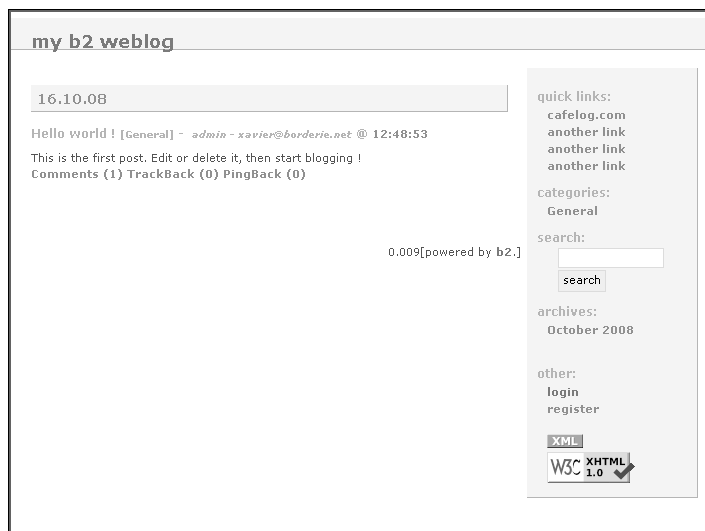 my b2 weblog
16.10.08
Hello world ! [General] - admin - xavier@borderie.net @ 12:48:53
This is the first post. Edit or delete it, then start blogging !
Comments (1) TrackBack (0) PingBack (0)
0.009[powered by b2.]
quick links:
cafelog.com
another link
another link
another link
categories:
General
search:
search
archives:
October 2008
other:
login
register
XML
W3C XHTML
1.0